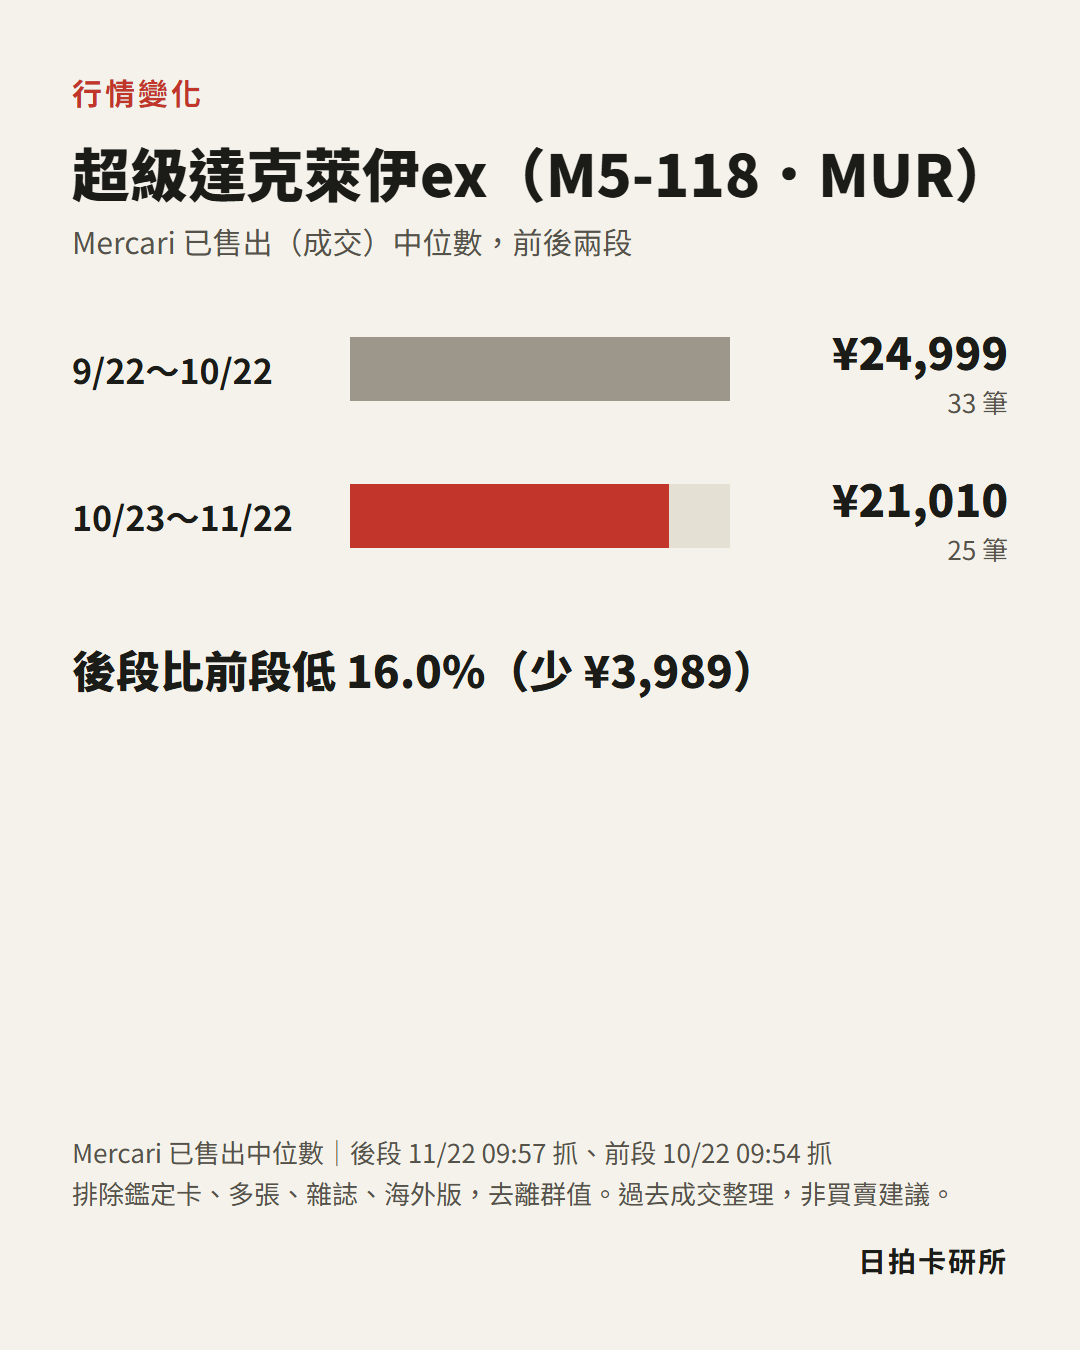 行情變化
超級達克萊伊ex（M5-118・MUR）
Mercari 已售出（成交）中位數，前後兩段
9/22～10/22
¥24,999
33 筆
10/23～11/22
¥21,010
25 筆
後段比前段低 16.0%（少 ¥3,989）
Mercari 已售出中位數｜後段 11/22 09:57 抓、前段 10/22 09:54 抓
排除鑑定卡、多張、雜誌、海外版，去離群值。過去成交整理，非買賣建議。
日拍卡研所